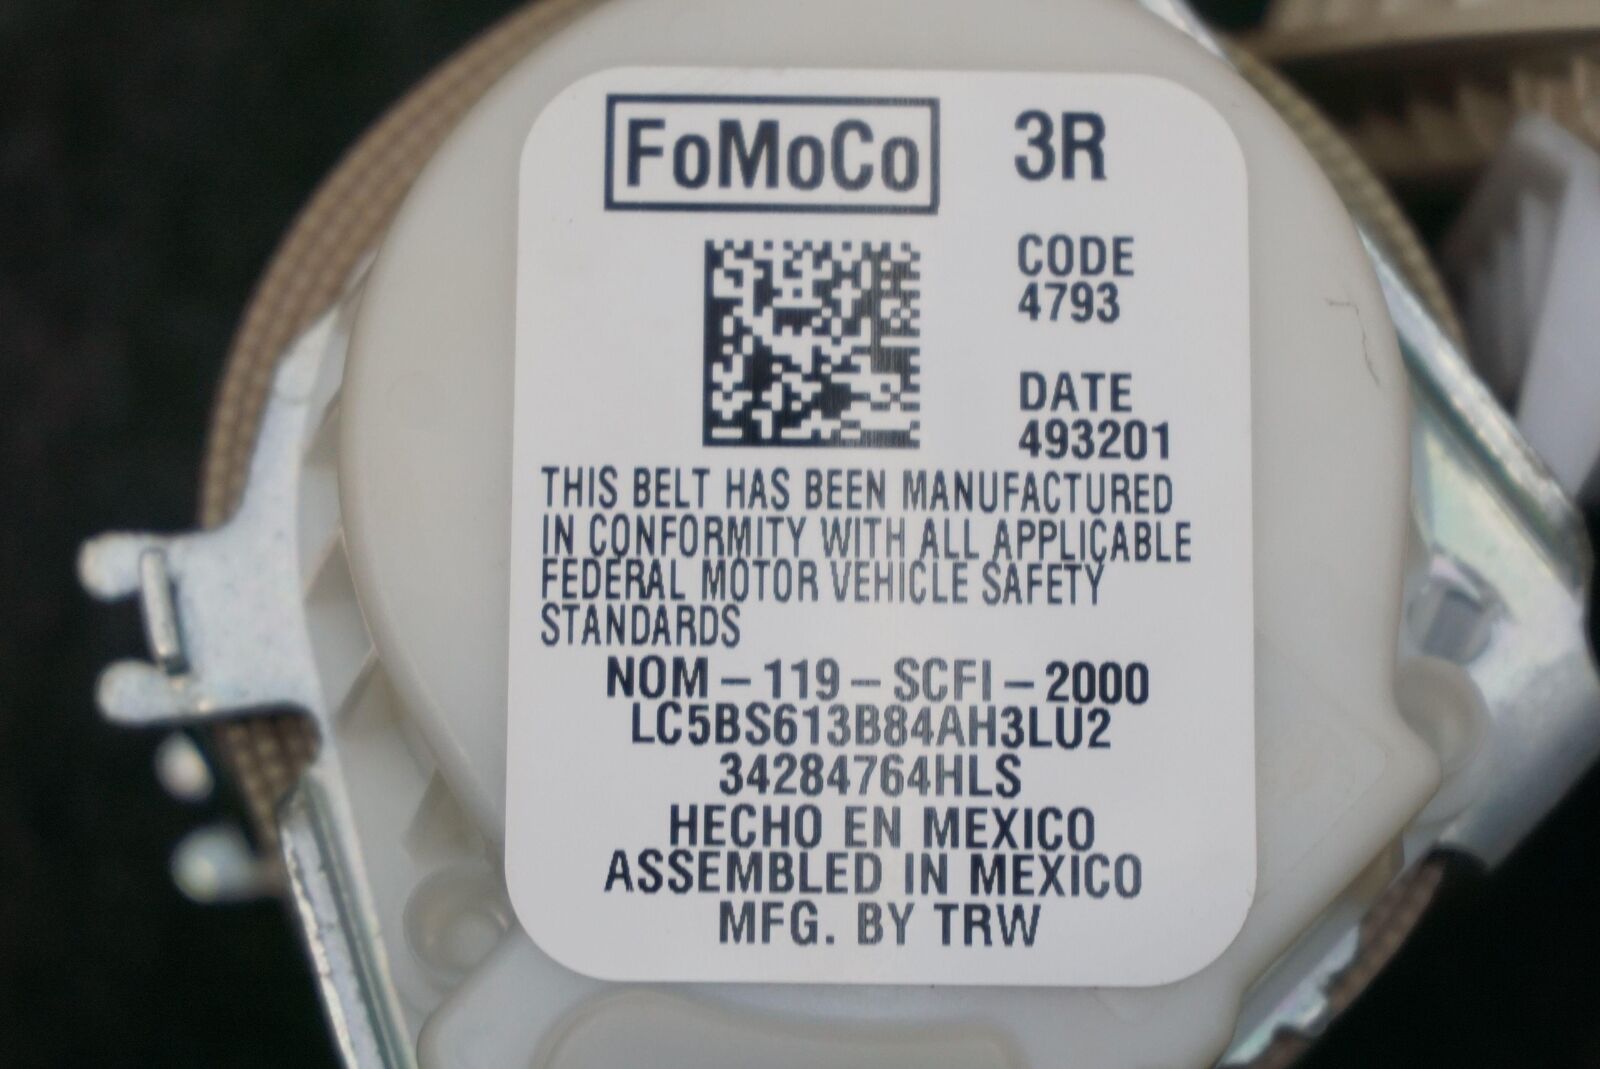 FoMoCo 3R
CODE
4793
DATE
493201
THIS BELT HAS BEEN MANUFACTURED
IN CONFORMITY WITH ALL APPLICABLE
FEDERAL MOTOR VEHICLE SAFETY
STANDARDS
NOM-119-SCFI-2000
LC5BS613B84AH3LU2
34284764HLS
HECHO EN MEXICO
ASSEMBLED IN MEXICO
MFG. BY TRW